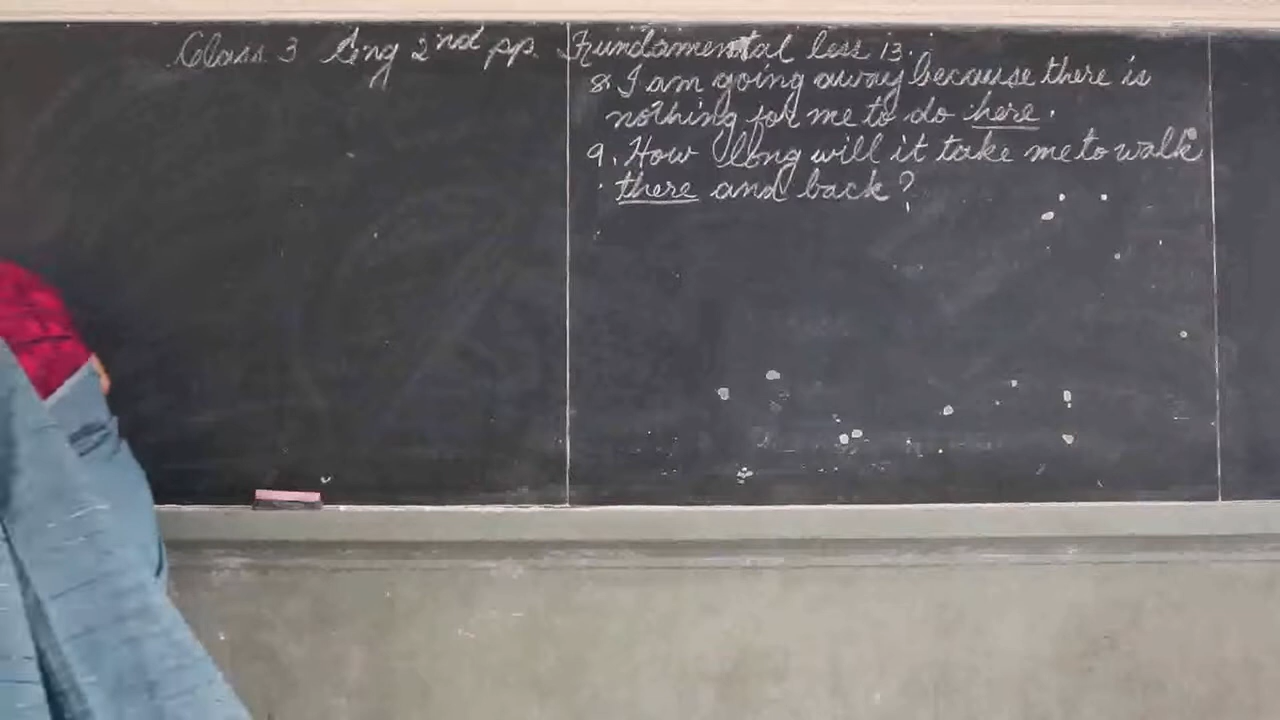 Class 3 Eng 2nd pp. Fundamental less 13.
8. I am going away because there is
nothing for me to do here.
9. How long will it take me to walk
there and back?